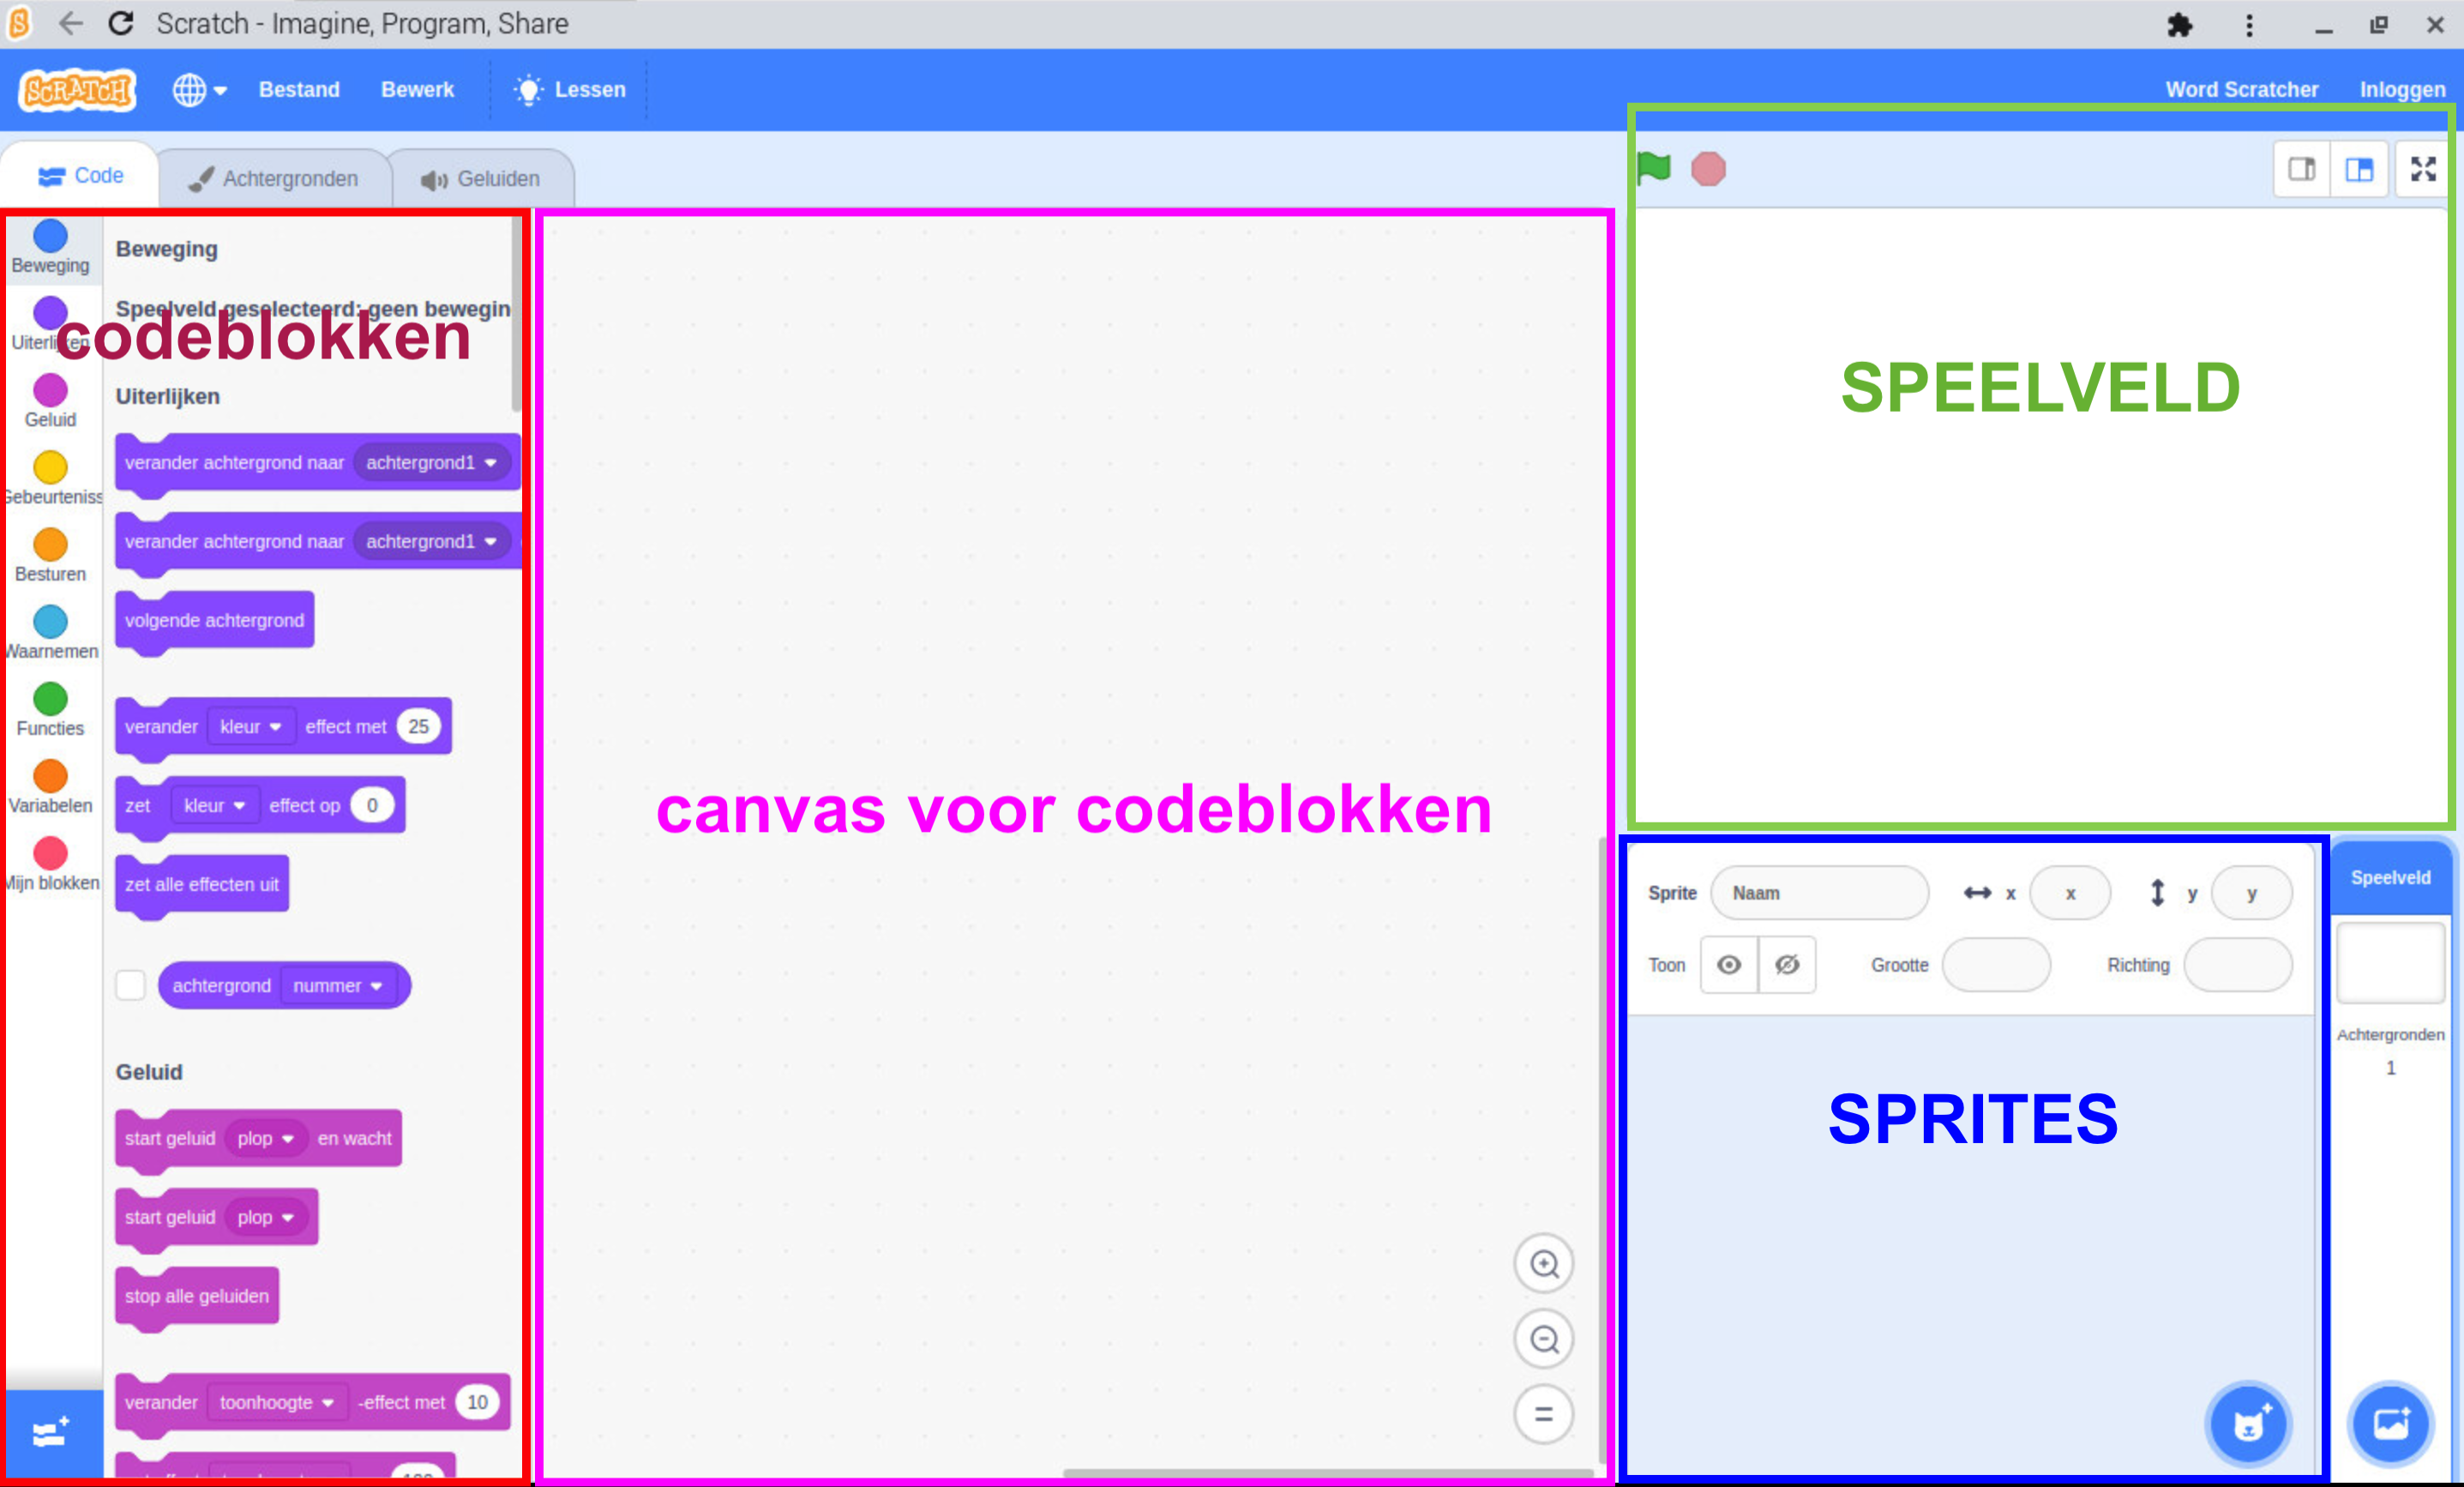 Scratch - Imagine, Program, Share
SCRATCH Bestand Bewerk Lessen Word Scratcher Inloggen
Code Achtergronden Geluiden
Beweging
Uiterlijken
Geluid
Gebeurteniss
Besturen
Waarnemen
Functies
Variabelen
Mijn blokken
Beweging
Speelveld geselecteerd: geen bewegin
codeblokken
Uiterlijken
verander achtergrond naar achtergrond1
verander achtergrond naar achtergrond1
volgende achtergrond
verander kleur effect met 25
zet kleur effect op 0
zet alle effecten uit
achtergrond nummer
Geluid
start geluid plop en wacht
start geluid plop
stop alle geluiden
verander toonhoogte -effect met 10
canvas voor codeblokken
SPEELVELD
Sprite Naam x x y y
Toon Grootte Richting
SPRITES
Speelveld
Achtergronden
1